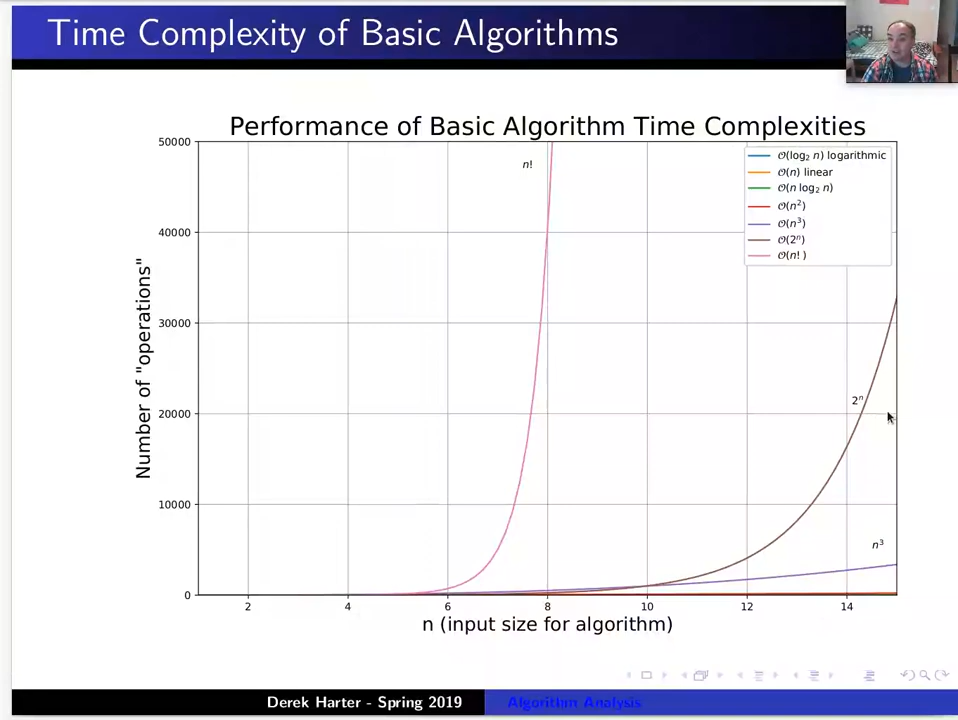 Time Complexity of Basic Algorithms
Performance of Basic Algorithm Time Complexities
50000
40000
30000
20000
10000
0
Number of "operations"
n!
2ⁿ
n³
𝒪(log₂ n) logarithmic
𝒪(n) linear
𝒪(n log₂ n)
𝒪(n²)
𝒪(n³)
𝒪(2ⁿ)
𝒪(n!)
2 4 6 8 10 12 14
n (input size for algorithm)
Derek Harter - Spring 2019 Algorithm Analysis